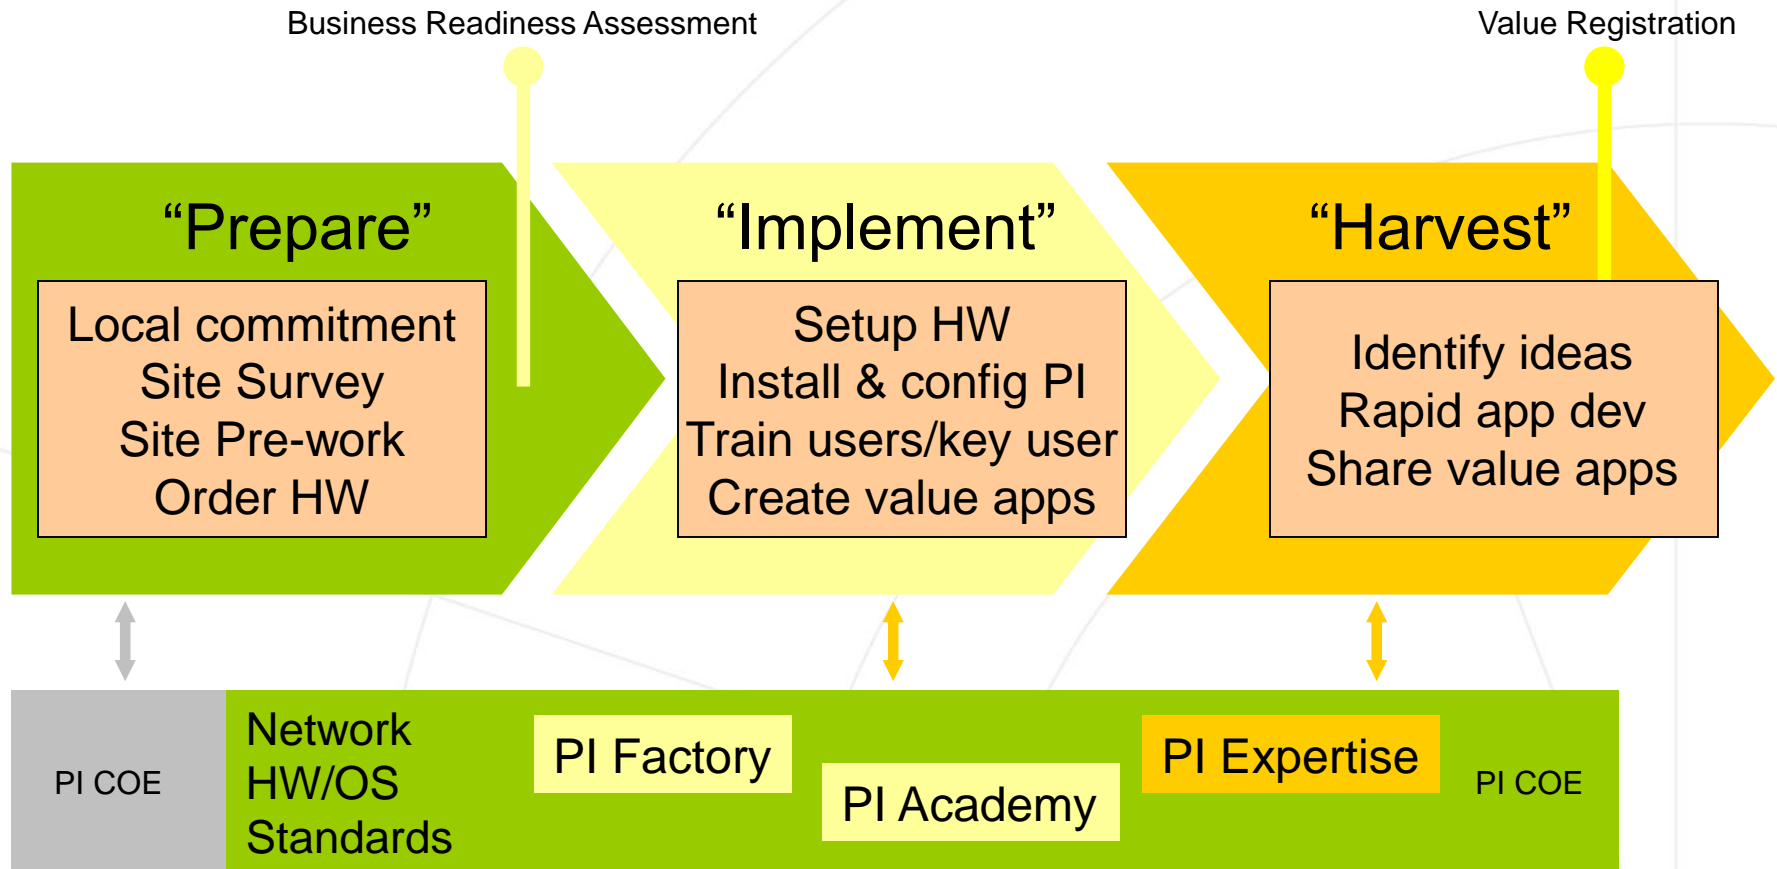 Business Readiness Assessment
Value Registration
“Prepare”
Local commitment
Site Survey
Site Pre-work
Order HW
“Implement”
Setup HW
Install & config PI
Train users/key user
Create value apps
“Harvest”
Identify ideas
Rapid app dev
Share value apps
PI COE
Network
HW/OS
Standards
PI Factory
PI Academy
PI Expertise
PI COE